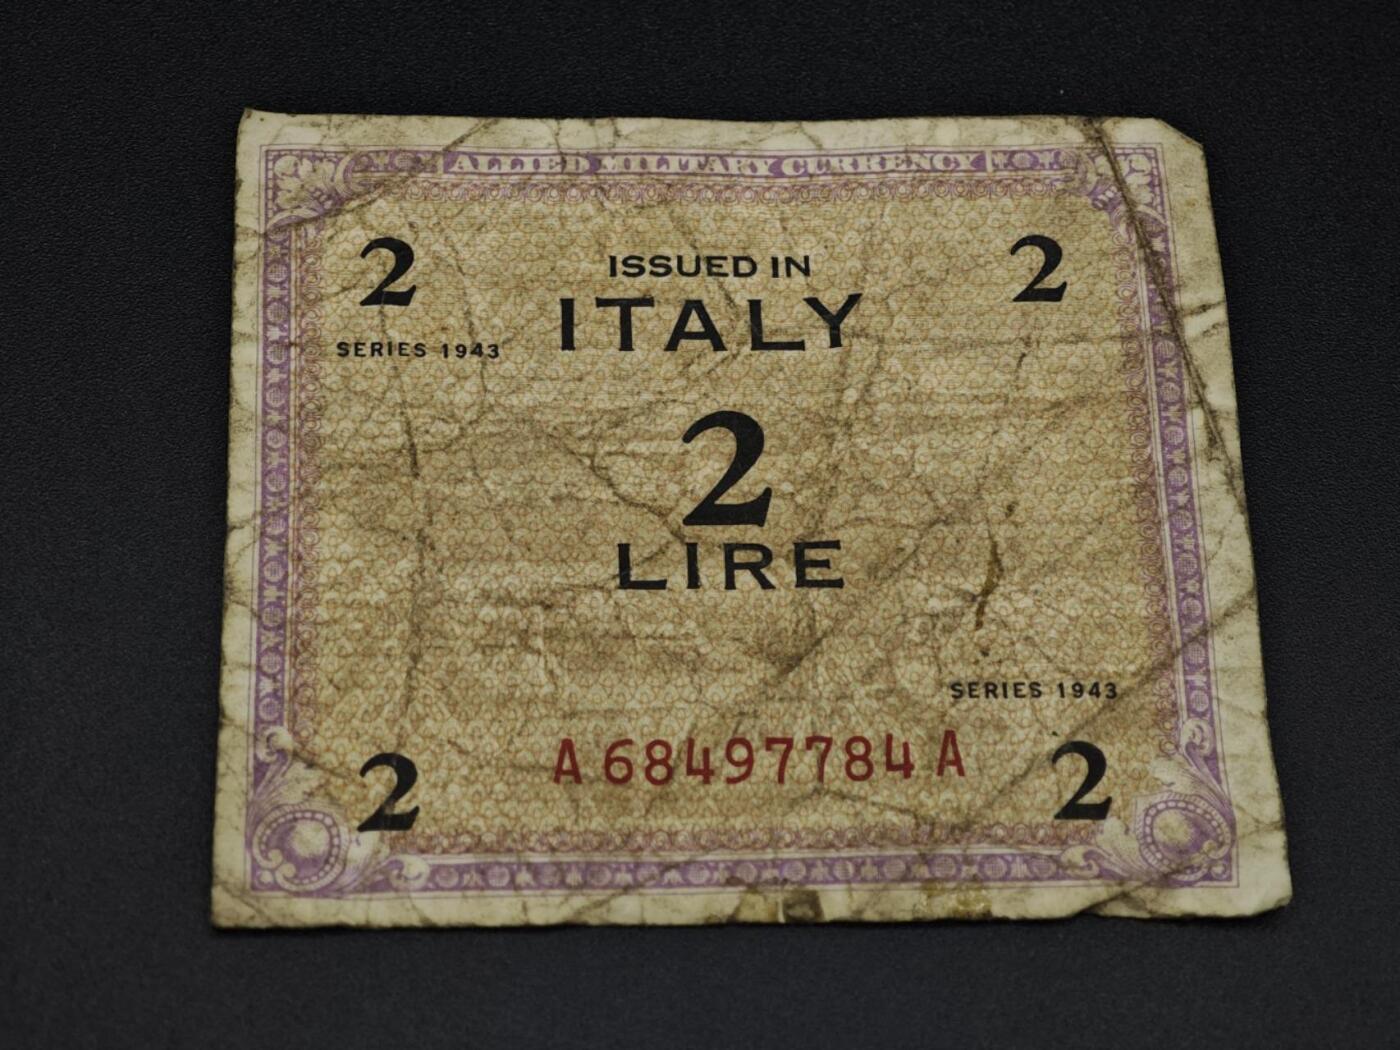 ALLIED MILITARY CURRENCY
2 2
ISSUED IN
ITALY
SERIES 1943
2
LIRE
SERIES 1943
A 68497784 A
2 2